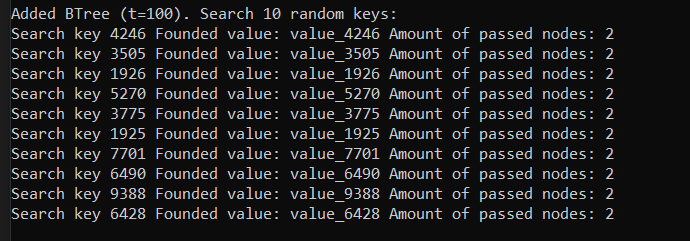 Added BTree (t=100). Search 10 random keys:
Search key 4246 Founded value: value_4246 Amount of passed nodes: 2
Search key 3505 Founded value: value_3505 Amount of passed nodes: 2
Search key 1926 Founded value: value_1926 Amount of passed nodes: 2
Search key 5270 Founded value: value_5270 Amount of passed nodes: 2
Search key 3775 Founded value: value_3775 Amount of passed nodes: 2
Search key 1925 Founded value: value_1925 Amount of passed nodes: 2
Search key 7701 Founded value: value_7701 Amount of passed nodes: 2
Search key 6490 Founded value: value_6490 Amount of passed nodes: 2
Search key 9388 Founded value: value_9388 Amount of passed nodes: 2
Search key 6428 Founded value: value_6428 Amount of passed nodes: 2